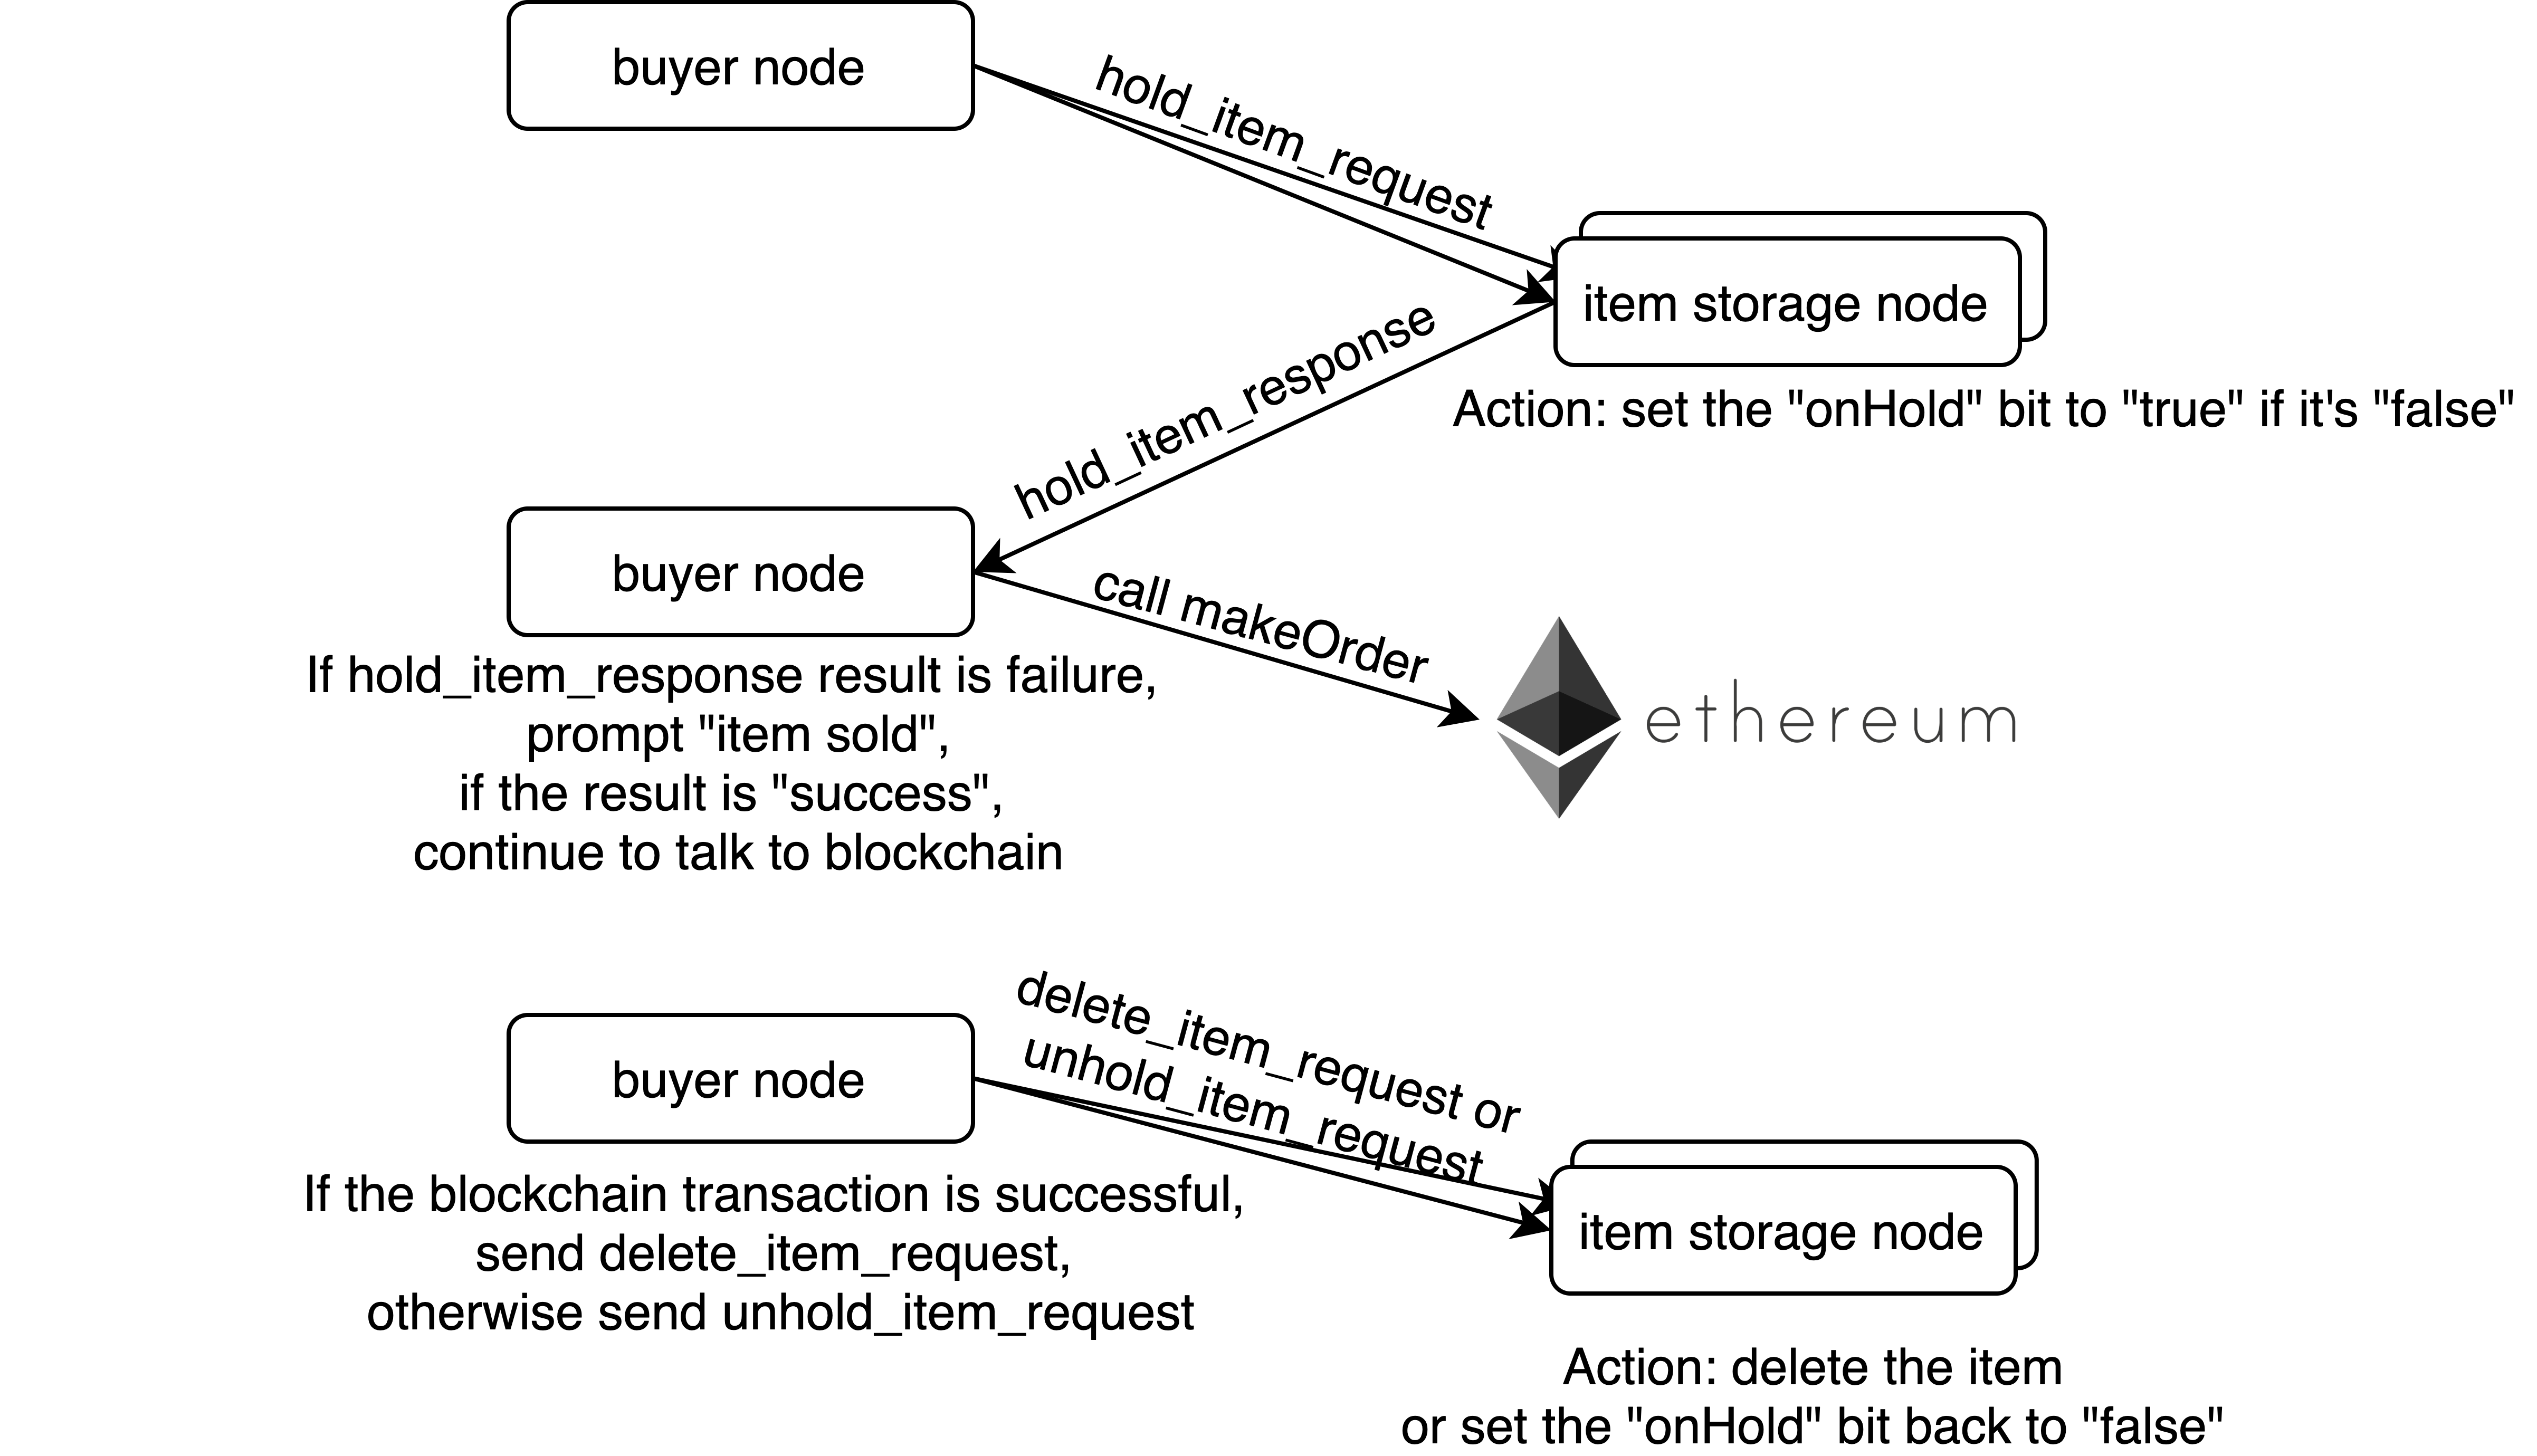 buyer node
hold_item_request
item storage node
Action: set the "onHold" bit to "true" if it's "false"
hold_item_response
buyer node
call makeOrder
ethereum
If hold_item_response result is failure,
prompt "item sold",
if the result is "success",
continue to talk to blockchain
delete_item_request or
unhold_item_request
buyer node
item storage node
If the blockchain transaction is successful,
send delete_item_request,
otherwise send unhold_item_request
Action: delete the item
or set the "onHold" bit back to "false"